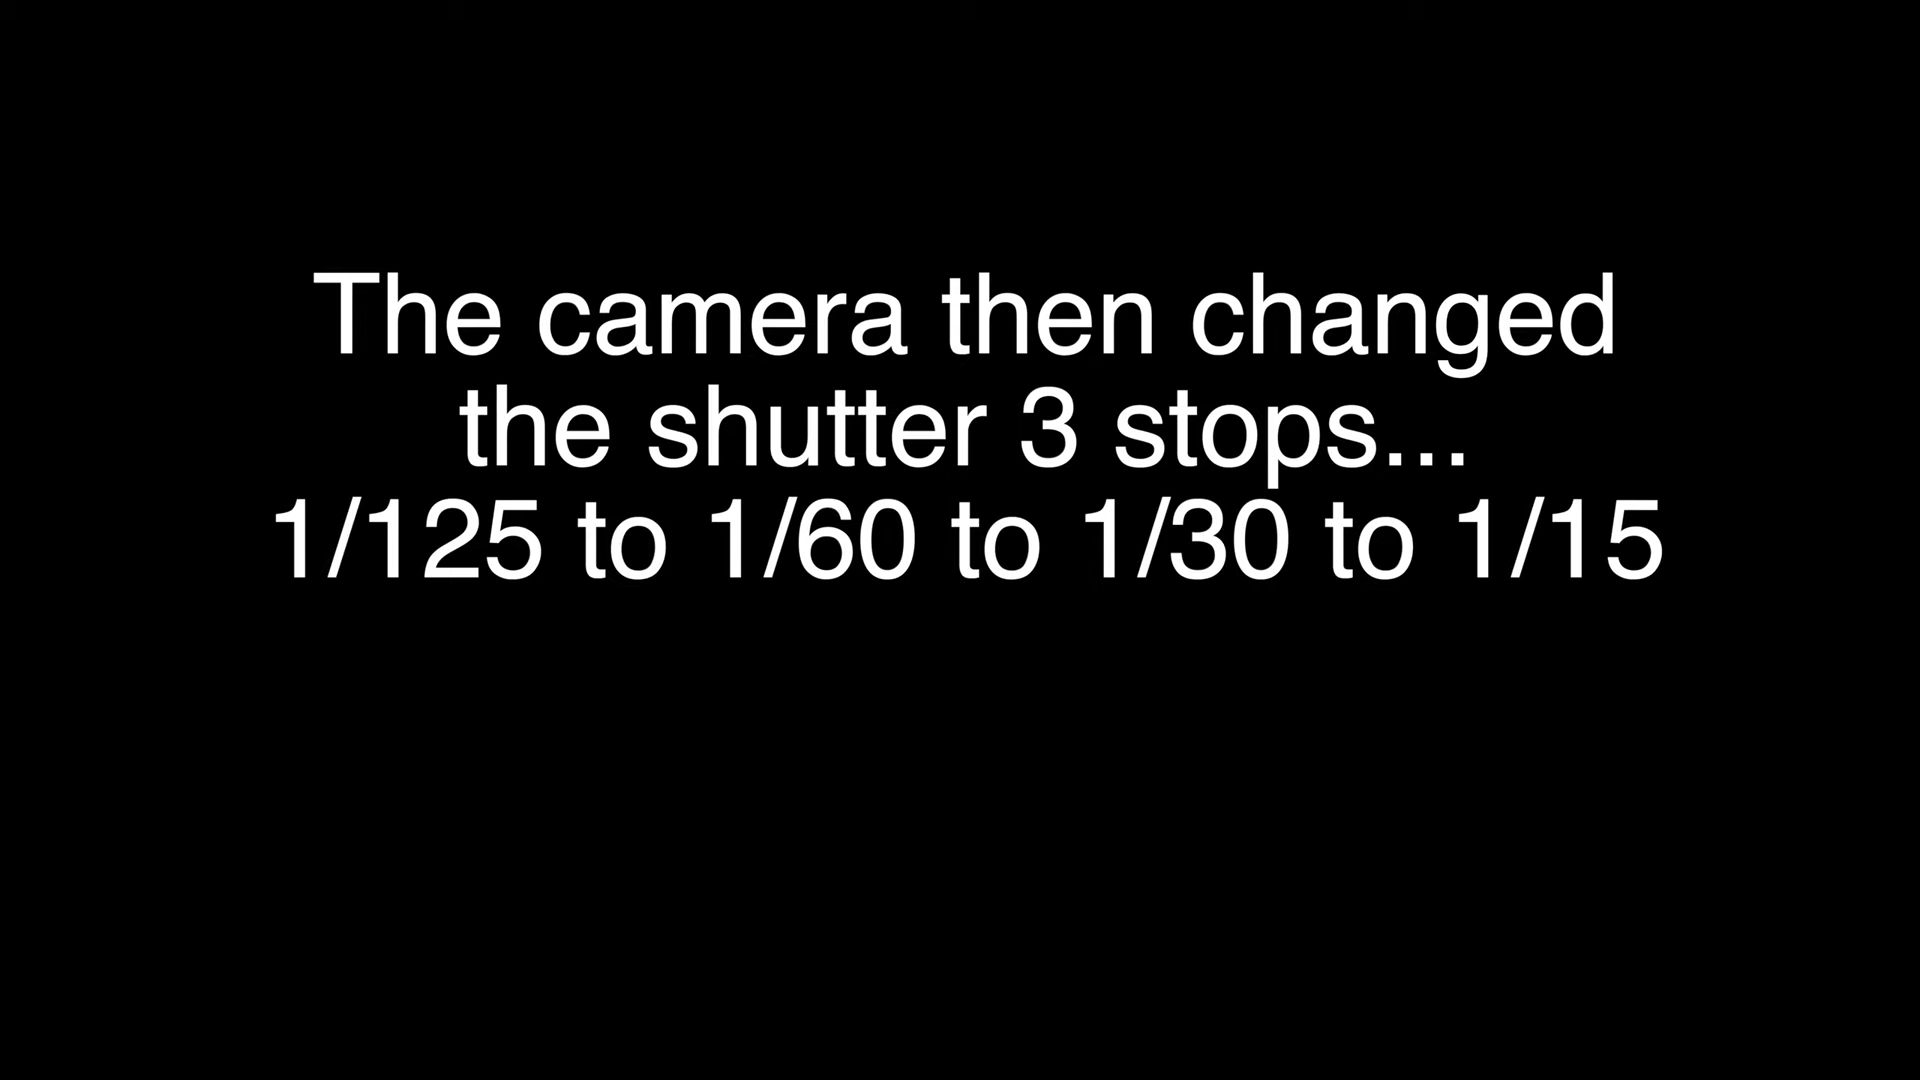 The camera then changed
the shutter 3 stops...
1/125 to 1/60 to 1/30 to 1/15